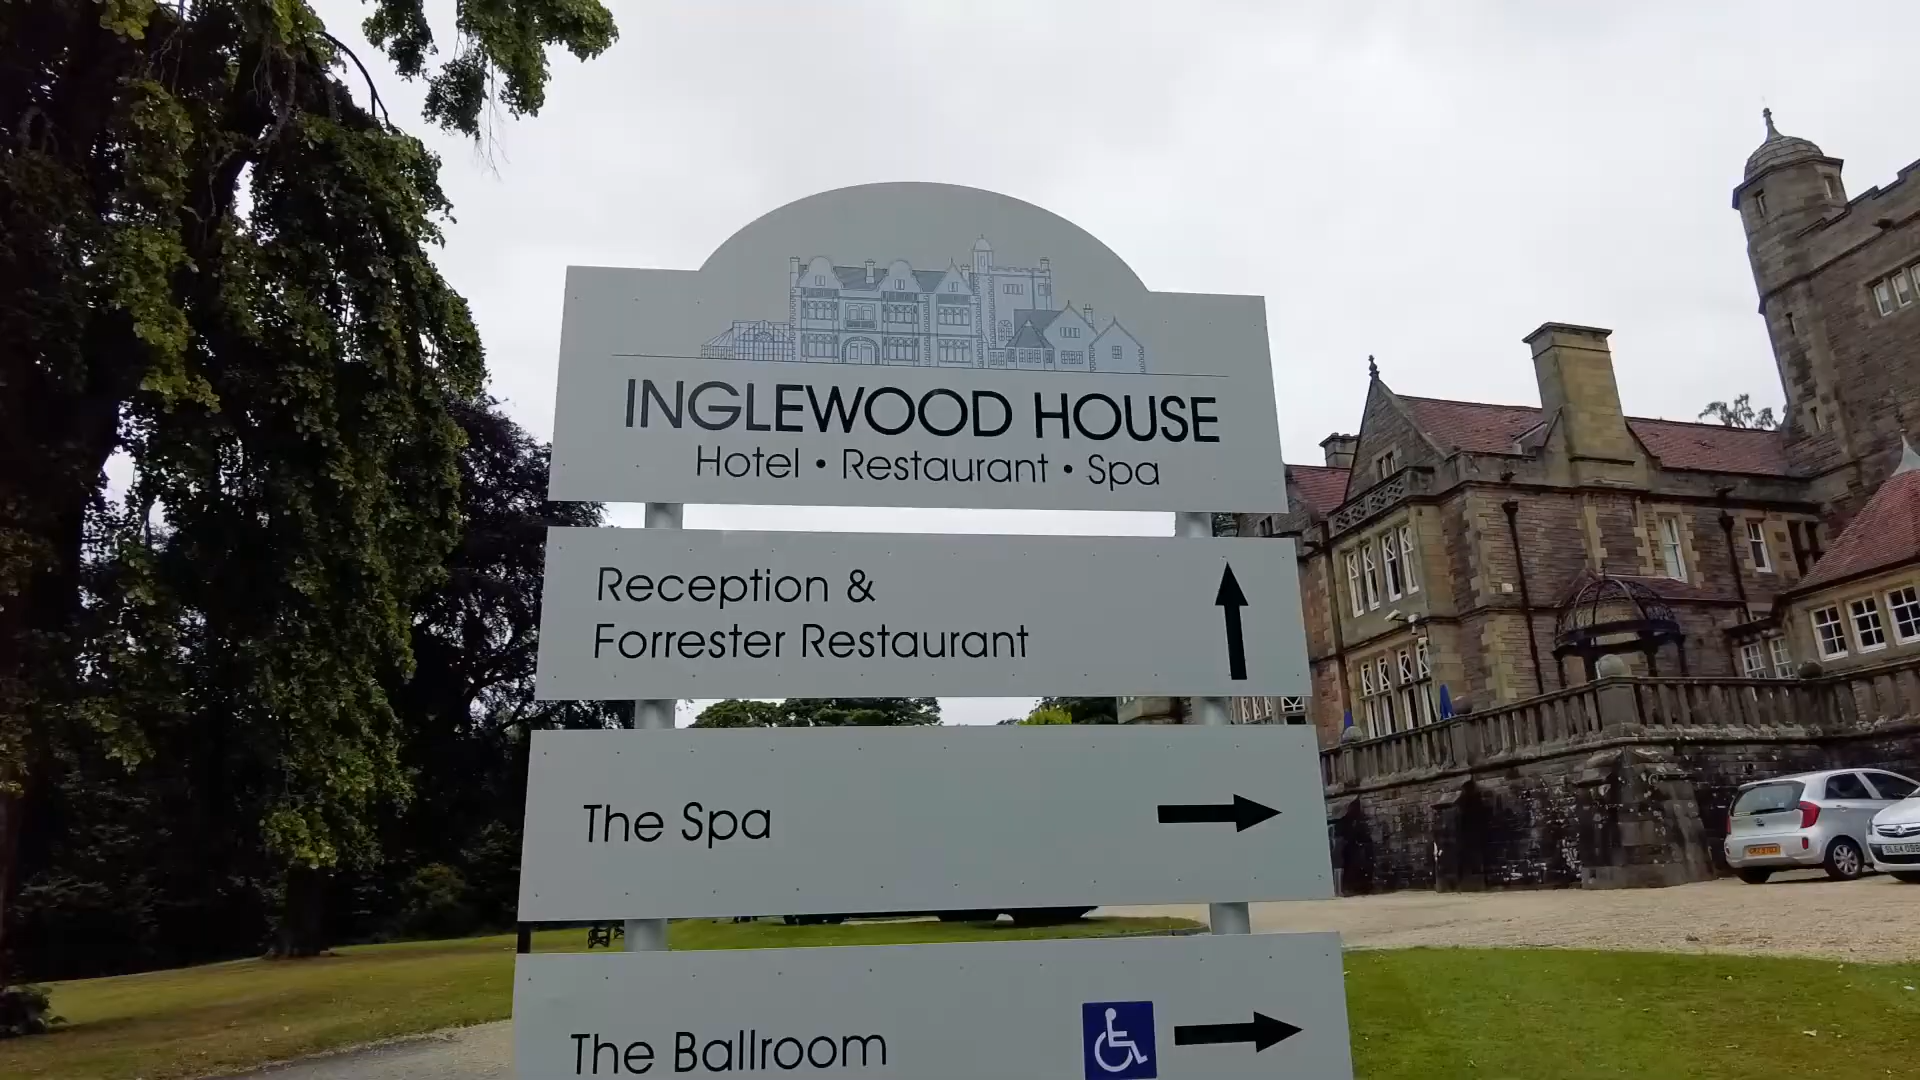 INGLEWOOD HOUSE
Hotel • Restaurant • Spa
Reception &
Forrester Restaurant
The Spa
The Ballroom